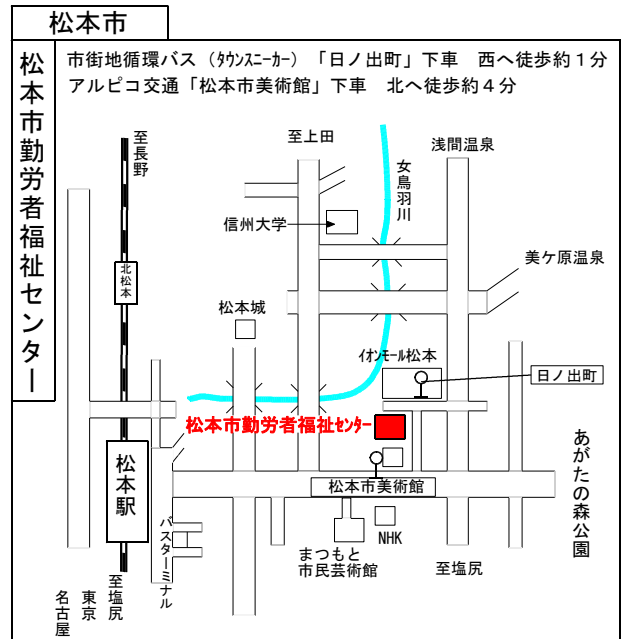 松本市
松本市勤労者福祉センター
市街地循環バス（ﾀｳﾝｽﾆｰｶｰ）「日ノ出町」下車　西へ徒歩約１分
アルピコ交通「松本市美術館」下車　北へ徒歩約４分
至長野
至上田
浅間温泉
女鳥羽川
信州大学
美ケ原温泉
北松本
松本城
ｲｵﾝﾓｰﾙ松本
日ノ出町
松本市勤労者福祉ｾﾝﾀｰ
あがたの森公園
松本駅
松本市美術館
バスターミナル
NHK
まつもと
市民芸術館
至塩尻
至塩尻
東京
名古屋